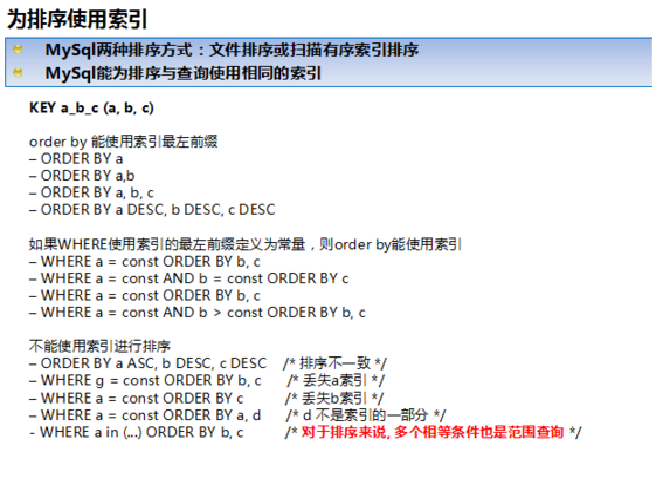 为排序使用索引
MySql两种排序方式：文件排序或扫描有序索引排序
MySql能为排序与查询使用相同的索引
KEY a_b_c (a, b, c)
order by 能使用索引最左前缀
– ORDER BY a
– ORDER BY a,b
– ORDER BY a, b, c
– ORDER BY a DESC, b DESC, c DESC
如果WHERE使用索引的最左前缀定义为常量，则order by能使用索引
– WHERE a = const ORDER BY b, c
– WHERE a = const AND b = const ORDER BY c
– WHERE a = const ORDER BY b, c
– WHERE a = const AND b > const ORDER BY b, c
不能使用索引进行排序
– ORDER BY a ASC, b DESC, c DESC /* 排序不一致 */
– WHERE g = const ORDER BY b, c /* 丢失a索引 */
– WHERE a = const ORDER BY c /* 丢失b索引 */
– WHERE a = const ORDER BY a, d /* d 不是索引的一部分 */
- WHERE a in (...) ORDER BY b, c /* 对于排序来说, 多个相等条件也是范围查询 */